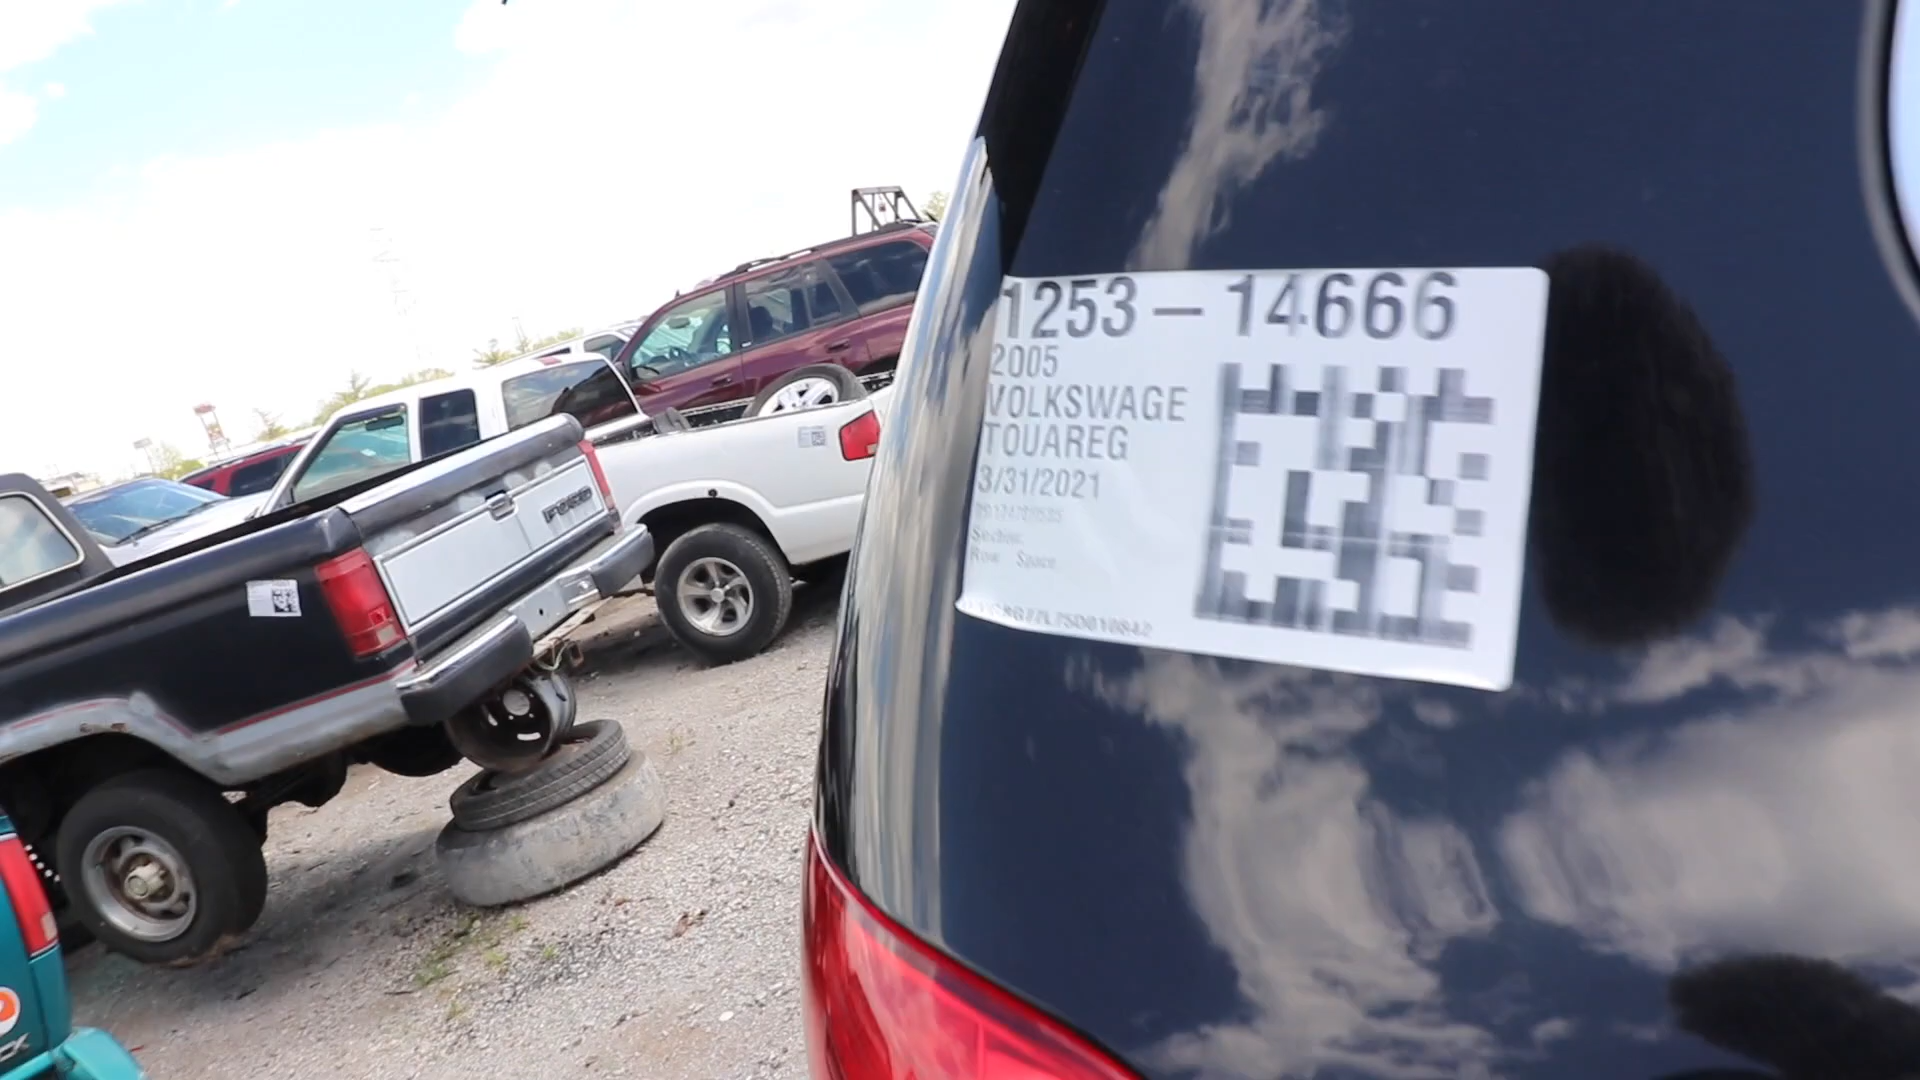 1253-14666
2005
VOLKSWAGE
TOUAREG
3/31/2021
Section
Row Space
FORD